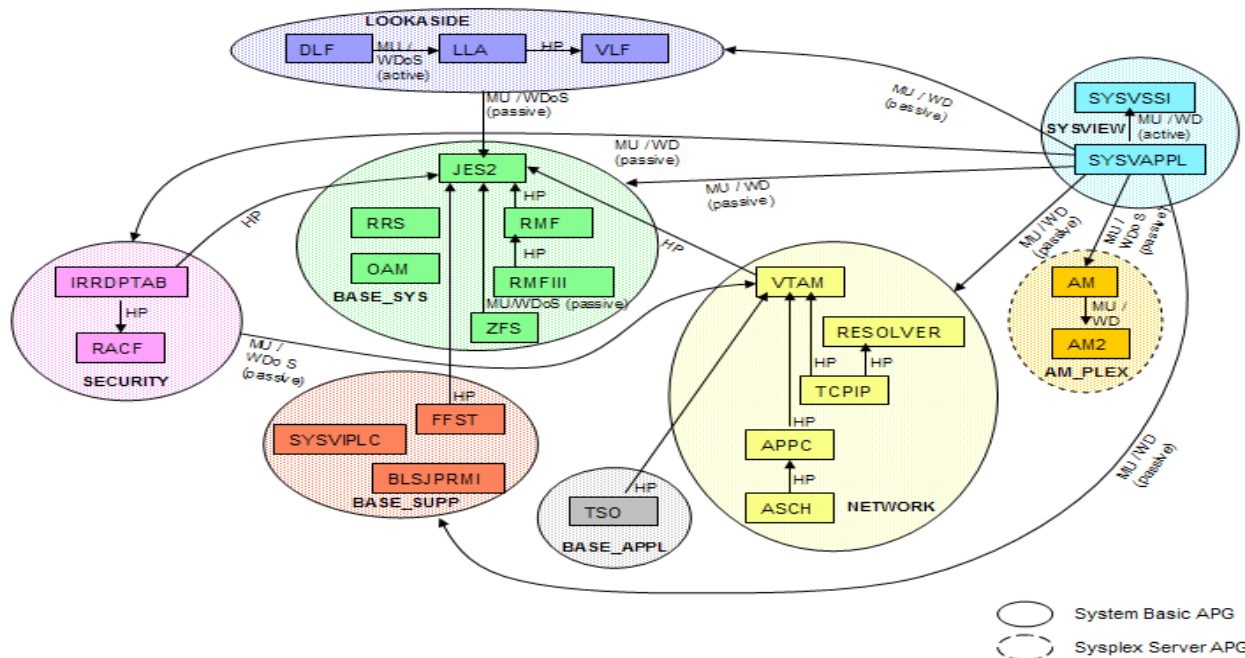 LOOKASIDE
DLF
MU /
WDoS
(active)
LLA
HP
VLF
MU / WDoS
(passive)
MU / WD
(passive)
SYSVSSI
SYSVIEW
MU / WD
(active)
SYSVAPPL
MU / WD
(passive)
MU / WD
(passive)
JES2
HP
RRS
RMF
HP
OAM
RMFIII
BASE_SYS
MU/WDoS (passive)
ZFS
HP
HP
MU / WD
(passive)
MU /
WDoS
(passive)
IRRDPTAB
HP
RACF
SECURITY
MU /
WDoS
(passive)
VTAM
RESOLVER
HP
HP
TCPIP
HP
APPC
HP
ASCH
NETWORK
AM
MU /
WD
AM2
AM_PLEX
HP
FFST
SYSVIPLC
BLSJPRMI
BASE_SUPP
HP
TSO
BASE_APPL
MU / WD
(passive)
System Basic APG
Sysplex Server APG